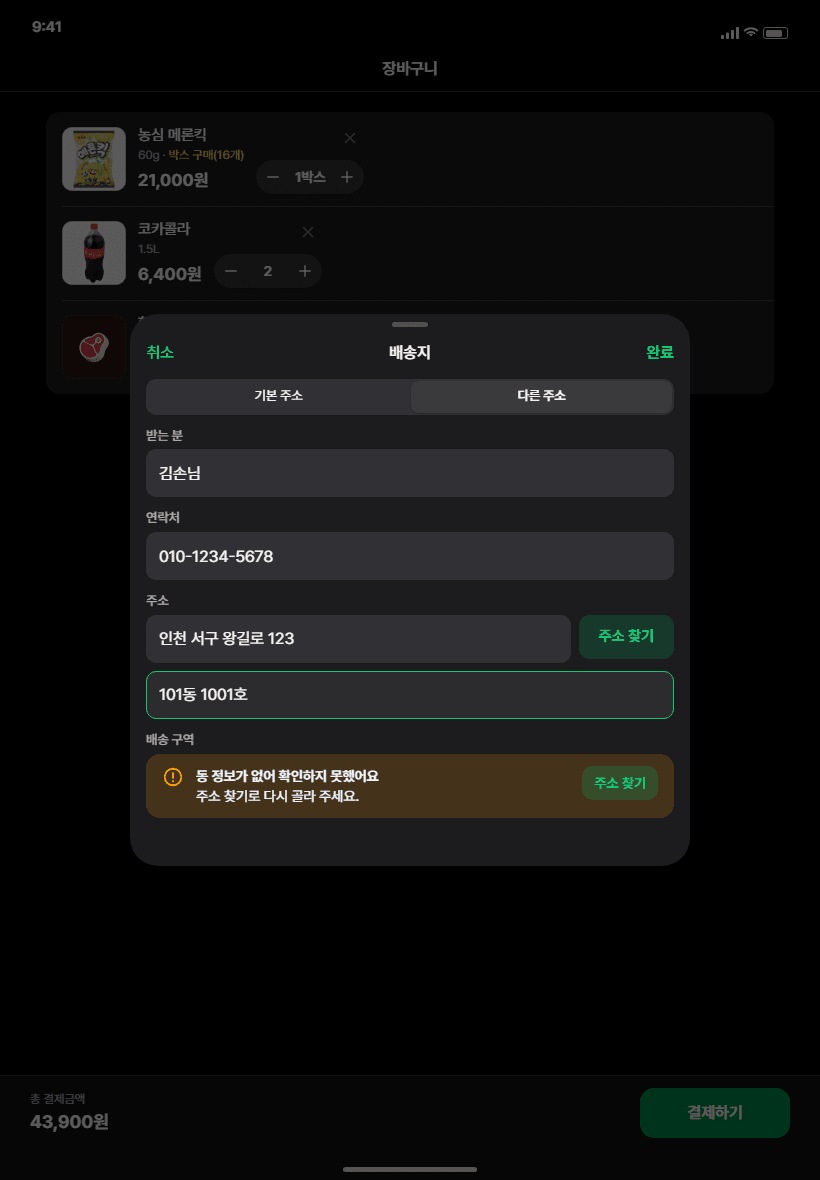 9:41
장바구니
농심 메론킥
60g · 박스 구매(16개)
21,000원
1박스
코카콜라
1.5L
6,400원
2
취소
배송지
완료
기본 주소
다른 주소
받는 분
김손님
연락처
010-1234-5678
주소
인천 서구 왕길로 123
주소 찾기
101동 1001호
배송 구역
동 정보가 없어 확인하지 못했어요
주소 찾기로 다시 골라 주세요.
주소 찾기
총 결제금액
43,900원
결제하기